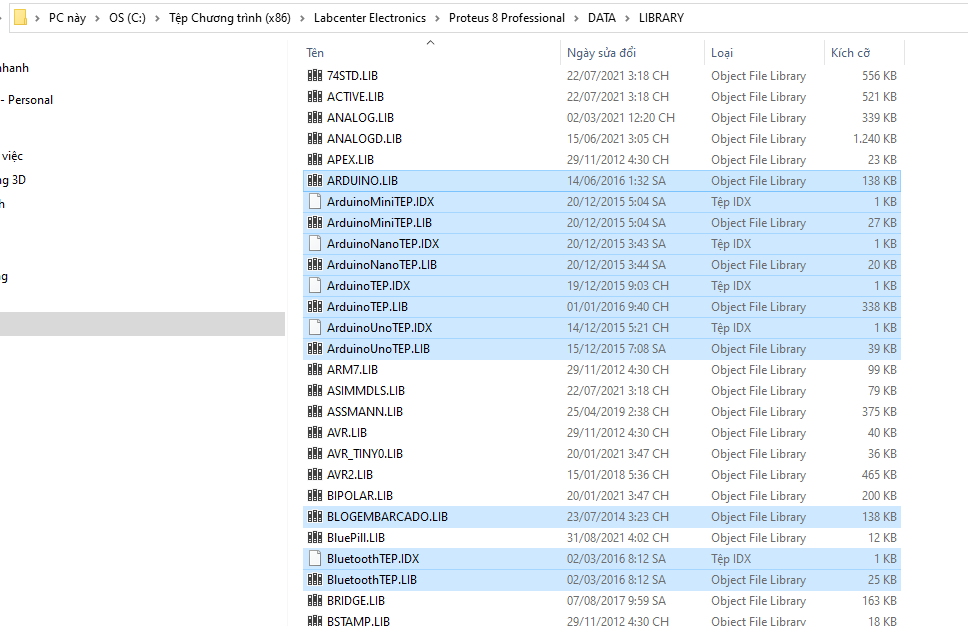 PC này > OS (C:) > Tệp Chương trình (x86) > Labcenter Electronics > Proteus 8 Professional > DATA > LIBRARY
nhanh
- Personal
việc
ng 3D
h
g
Tên Ngày sửa đổi Loại Kích cỡ
74STD.LIB 22/07/2021 3:18 CH Object File Library 556 KB
ACTIVE.LIB 22/07/2021 3:18 CH Object File Library 521 KB
ANALOG.LIB 02/03/2021 12:20 CH Object File Library 339 KB
ANALOGD.LIB 15/06/2021 3:05 CH Object File Library 1.240 KB
APEX.LIB 29/11/2012 4:30 CH Object File Library 23 KB
ARDUINO.LIB 14/06/2016 1:32 SA Object File Library 138 KB
ArduinoMiniTEP.IDX 20/12/2015 5:04 SA Tệp IDX 1 KB
ArduinoMiniTEP.LIB 20/12/2015 5:04 SA Object File Library 27 KB
ArduinoNanoTEP.IDX 20/12/2015 3:43 SA Tệp IDX 1 KB
ArduinoNanoTEP.LIB 20/12/2015 3:44 SA Object File Library 20 KB
ArduinoTEP.IDX 19/12/2015 9:03 CH Tệp IDX 1 KB
ArduinoTEP.LIB 01/01/2016 9:40 CH Object File Library 338 KB
ArduinoUnoTEP.IDX 14/12/2015 5:21 CH Tệp IDX 1 KB
ArduinoUnoTEP.LIB 15/12/2015 7:08 SA Object File Library 39 KB
ARM7.LIB 29/11/2012 4:30 CH Object File Library 99 KB
ASIMMDLS.LIB 22/07/2021 3:18 CH Object File Library 79 KB
ASSMANN.LIB 25/04/2019 2:38 CH Object File Library 375 KB
AVR.LIB 29/11/2012 4:30 CH Object File Library 40 KB
AVR_TINY0.LIB 20/01/2021 3:47 CH Object File Library 36 KB
AVR2.LIB 15/01/2018 5:36 CH Object File Library 465 KB
BIPOLAR.LIB 20/01/2021 3:47 CH Object File Library 200 KB
BLOGEMBARCADO.LIB 23/07/2014 3:23 CH Object File Library 138 KB
BluePill.LIB 31/08/2021 4:02 CH Object File Library 12 KB
BluetoothTEP.IDX 02/03/2016 8:12 SA Tệp IDX 1 KB
BluetoothTEP.LIB 02/03/2016 8:12 SA Object File Library 25 KB
BRIDGE.LIB 07/08/2017 9:59 SA Object File Library 163 KB
BSTAMP.LIB 29/11/2012 4:30 CH Object File Library 18 KB